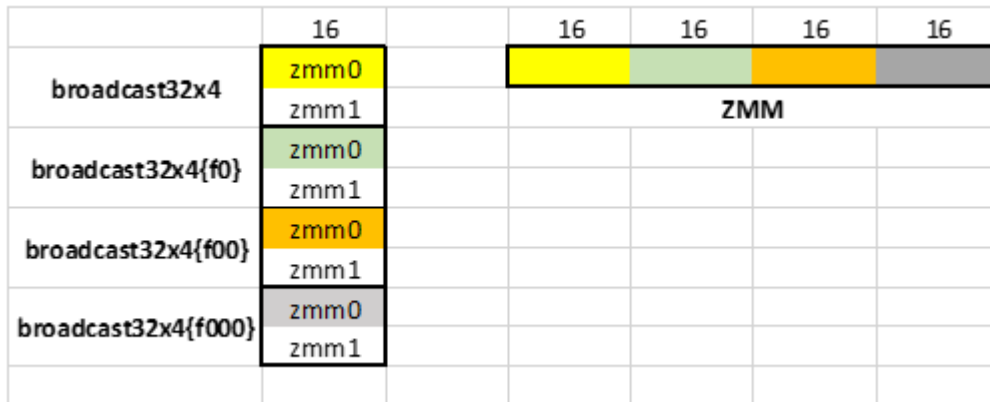 16 16 16 16 16
broadcast32x4 zmm0
zmm1 ZMM
broadcast32x4{f0} zmm0
zmm1
broadcast32x4{f00} zmm0
zmm1
broadcast32x4{f000} zmm0
zmm1